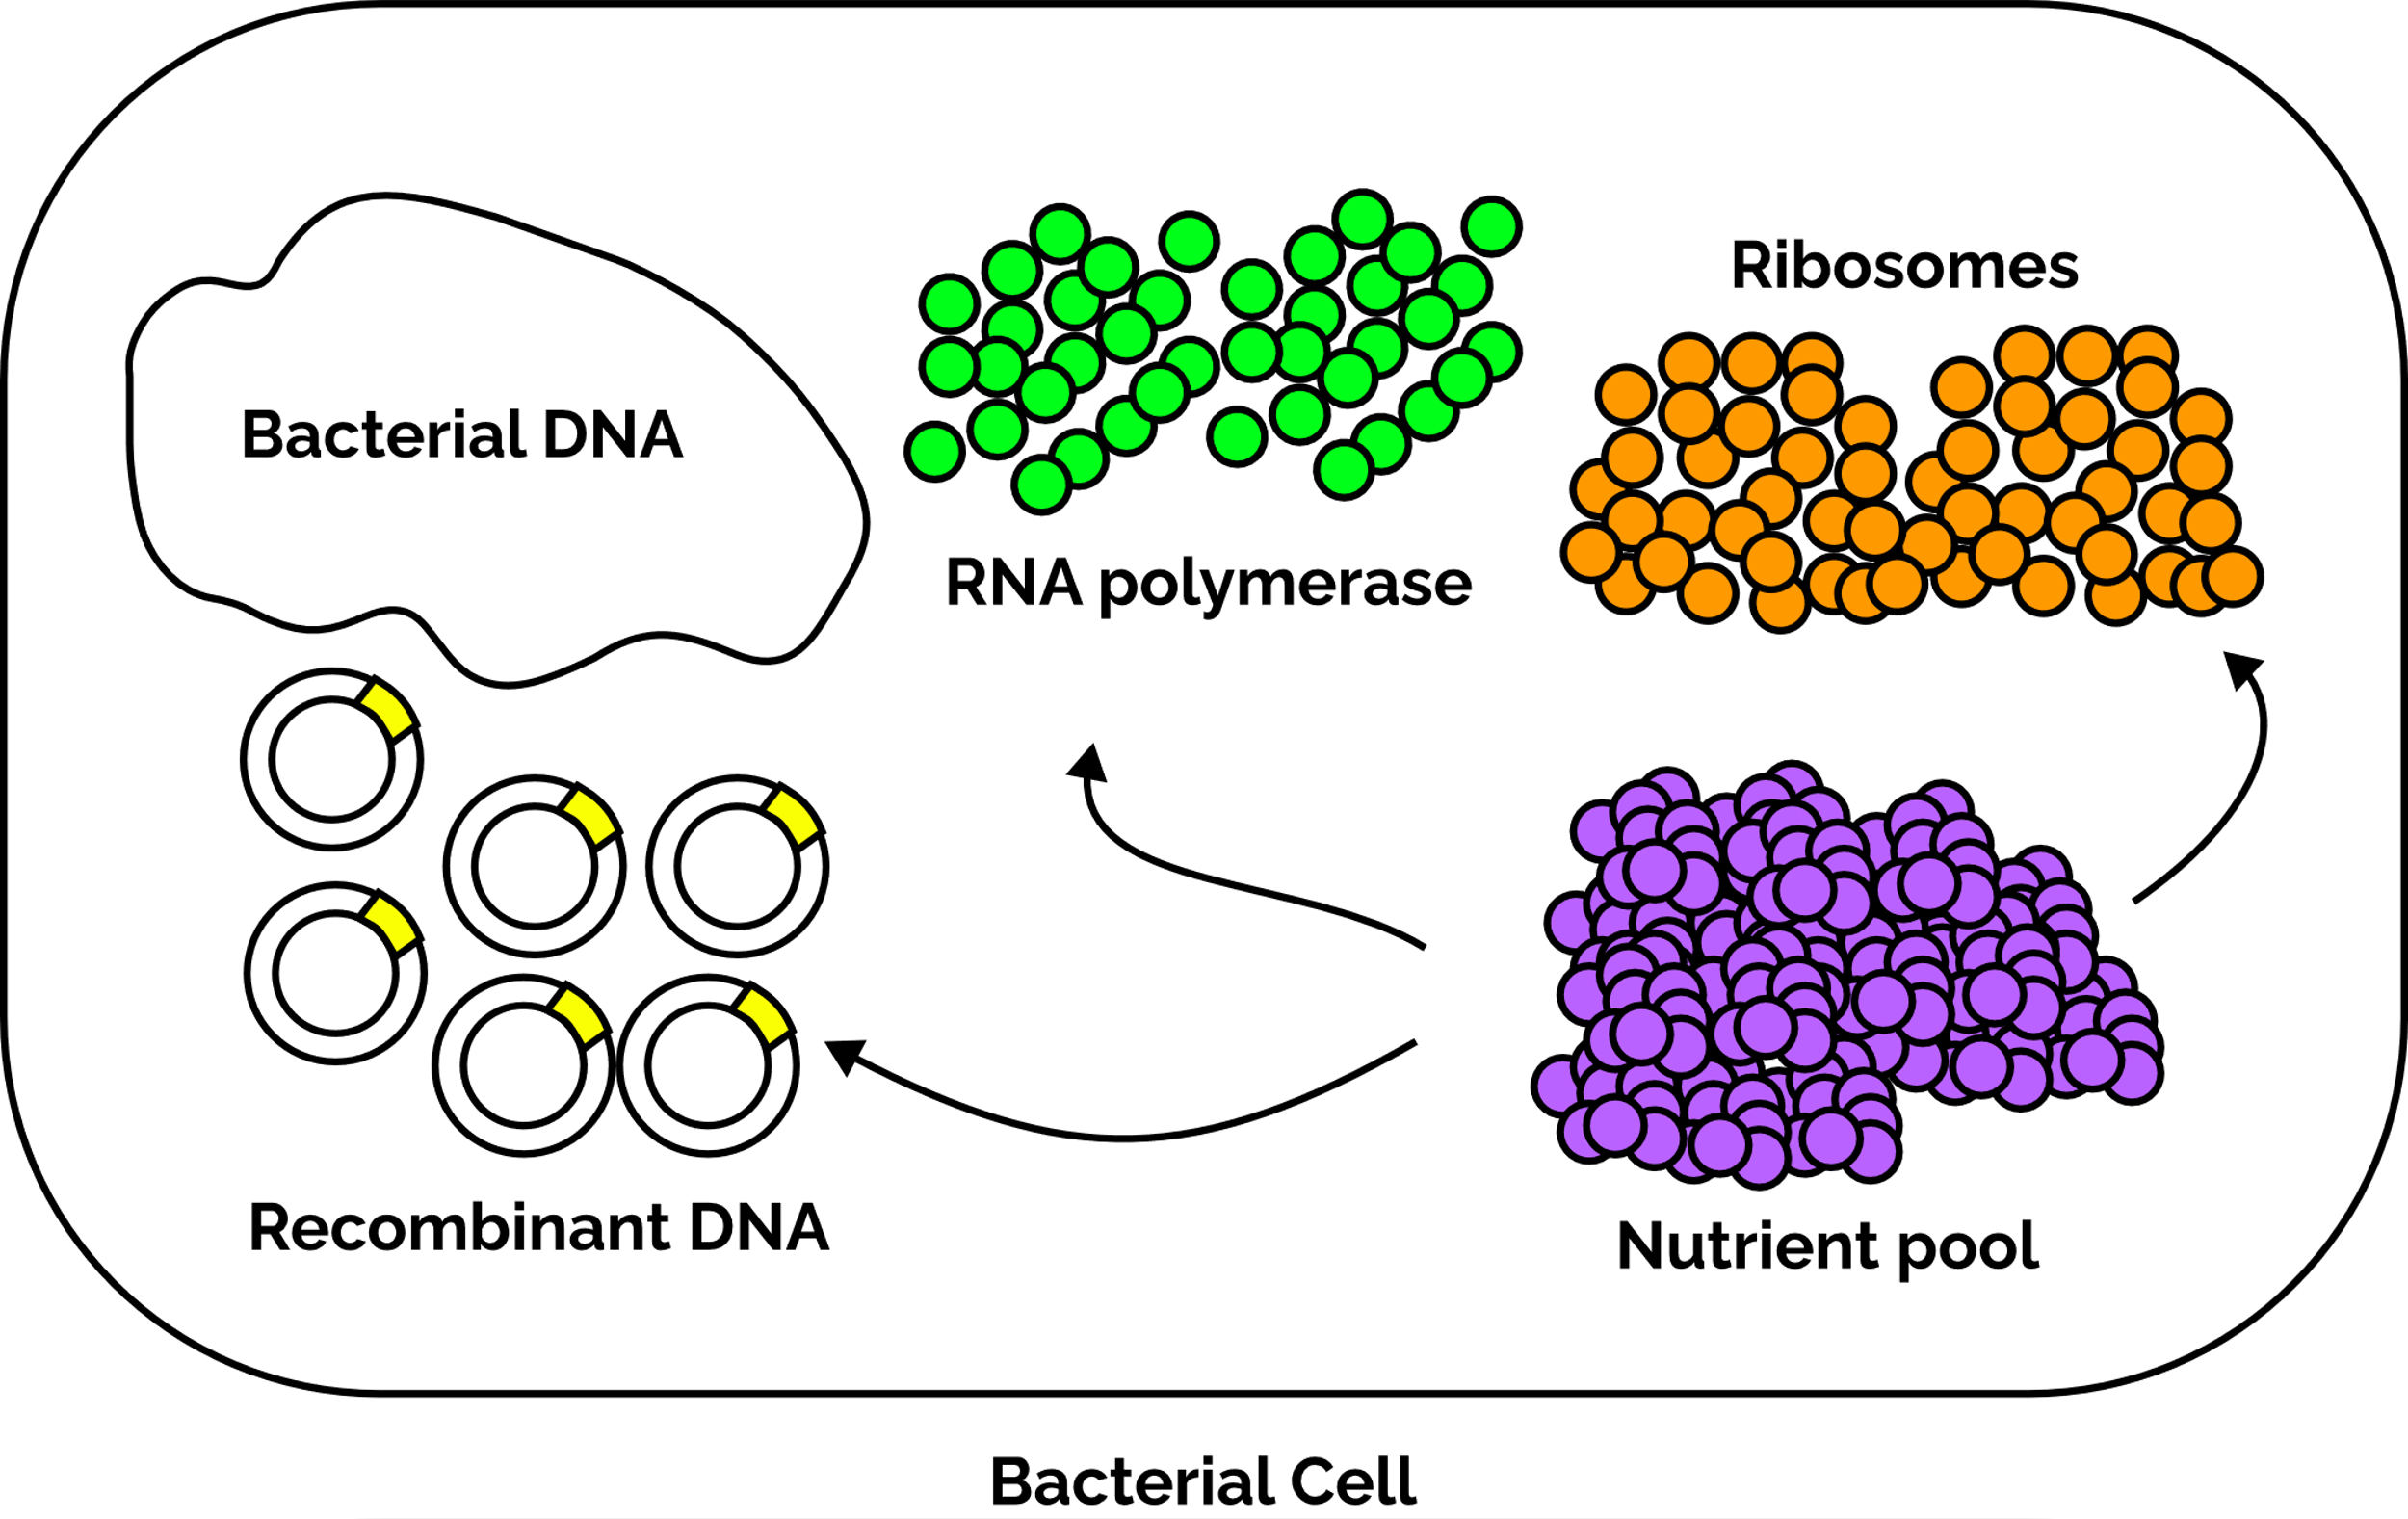 Ribosomes
Bacterial DNA
RNA polymerase
Recombinant DNA
Nutrient pool
Bacterial Cell